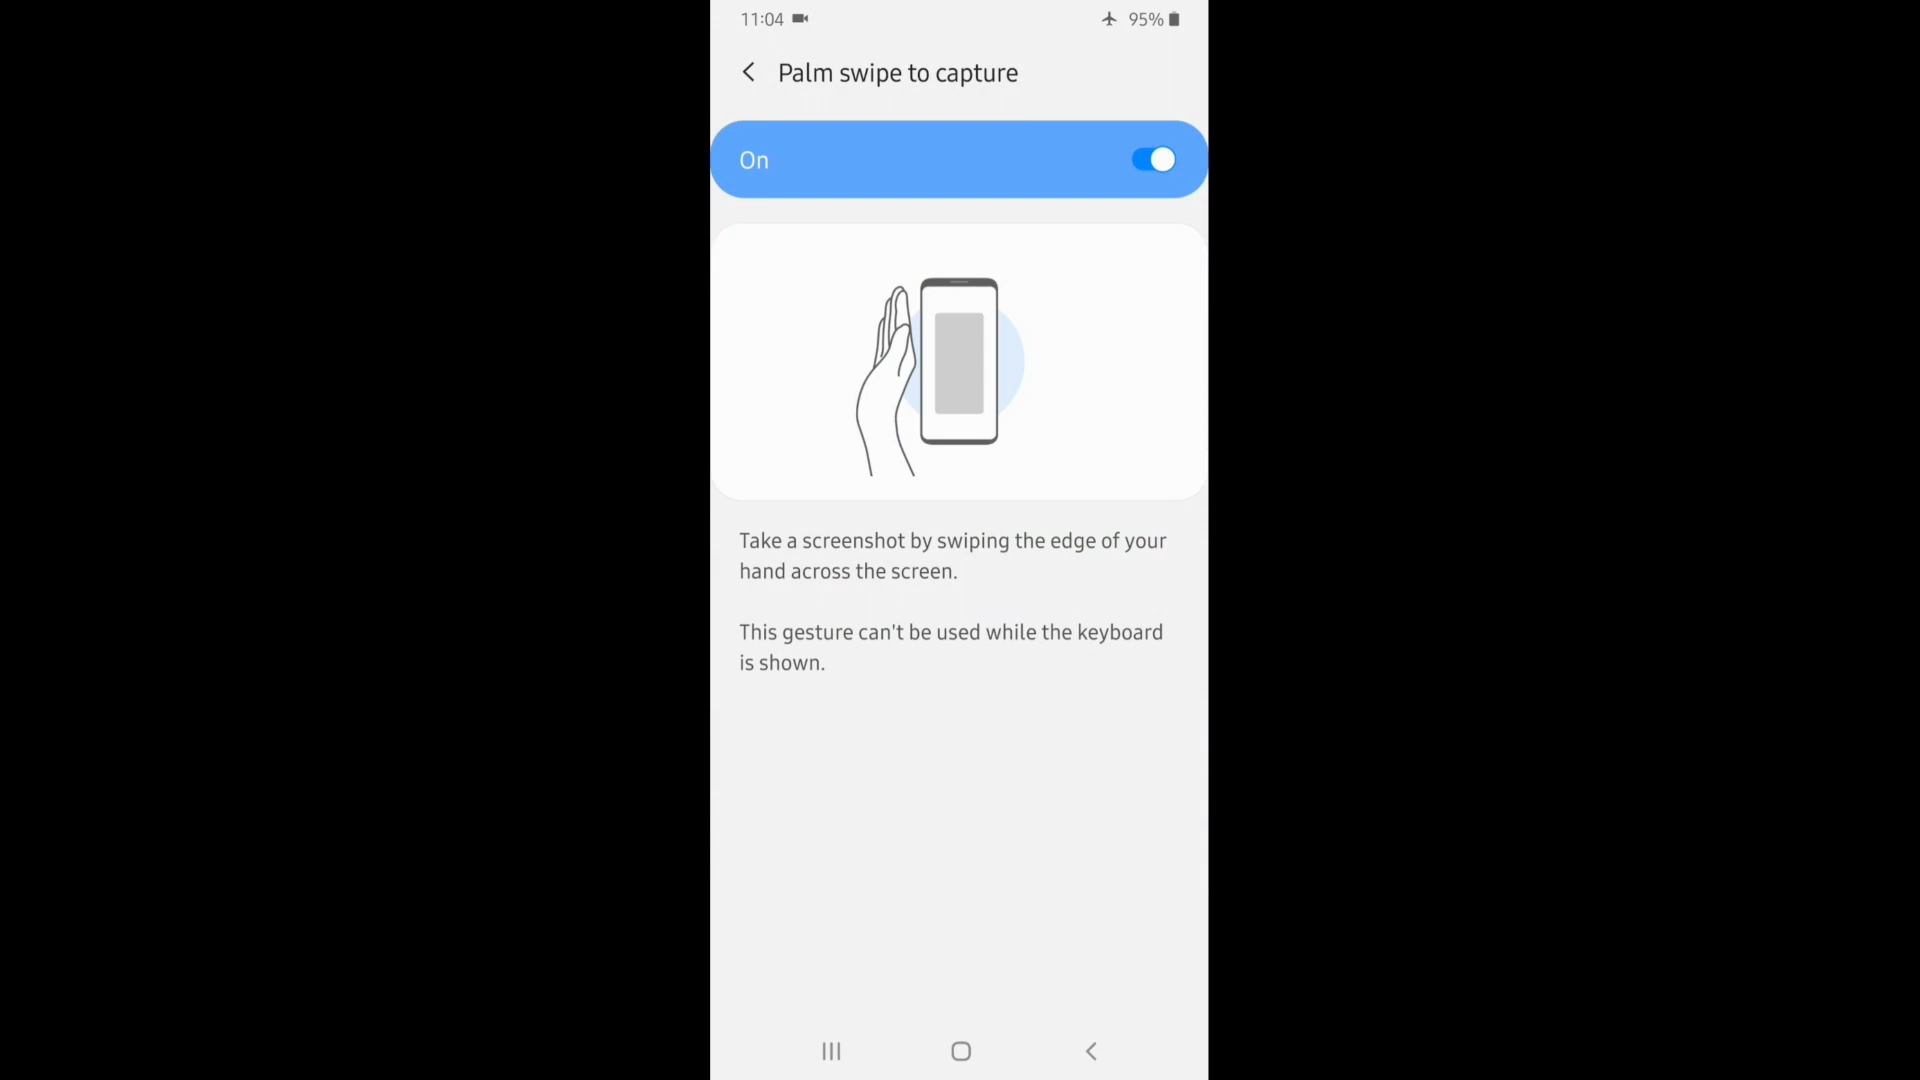 11:04 95%
Palm swipe to capture
On
Take a screenshot by swiping the edge of your
hand across the screen.
This gesture can't be used while the keyboard
is shown.